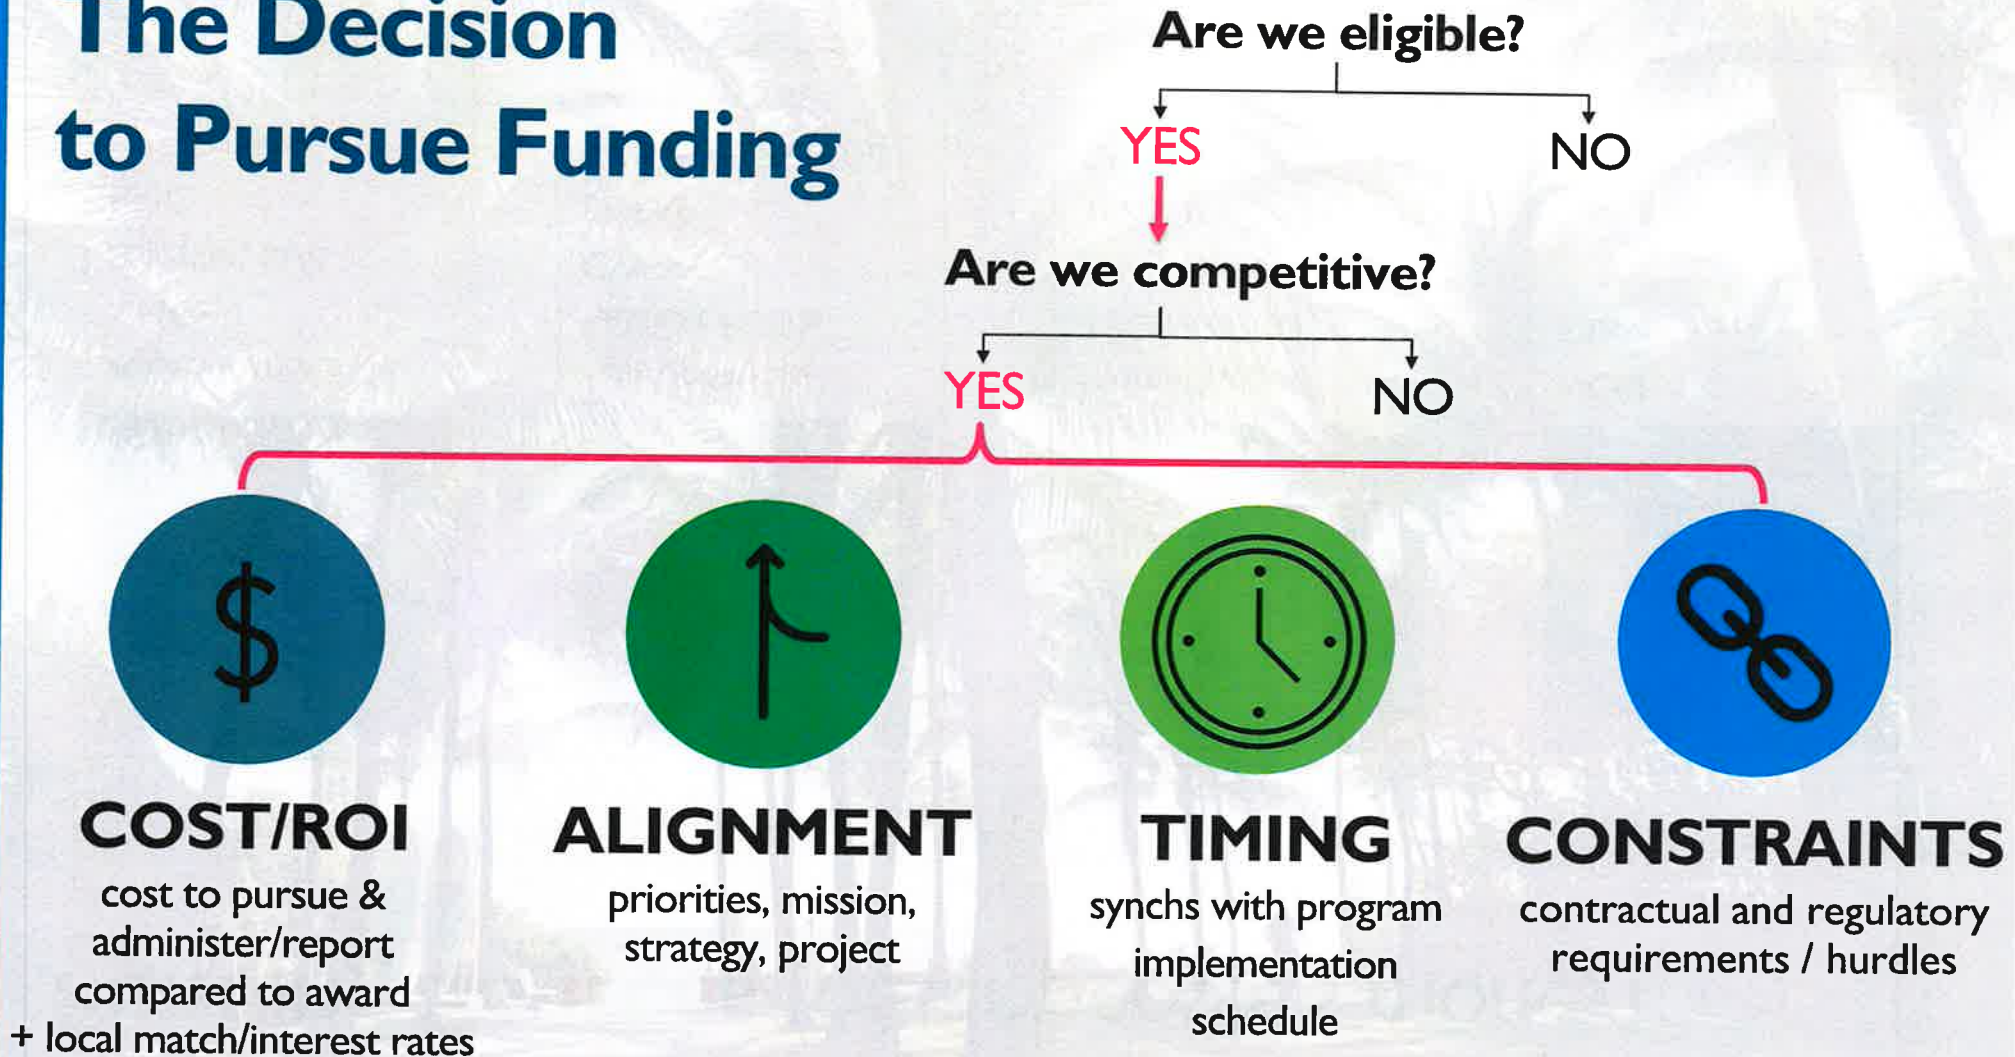 The Decision
to Pursue Funding
Are we eligible?
YES
NO
Are we competitive?
YES
NO
$
COST/ROI
cost to pursue &
administer/report
compared to award
+ local match/interest rates
ALIGNMENT
priorities, mission,
strategy, project
TIMING
synchs with program
implementation
schedule
CONSTRAINTS
contractual and regulatory
requirements / hurdles